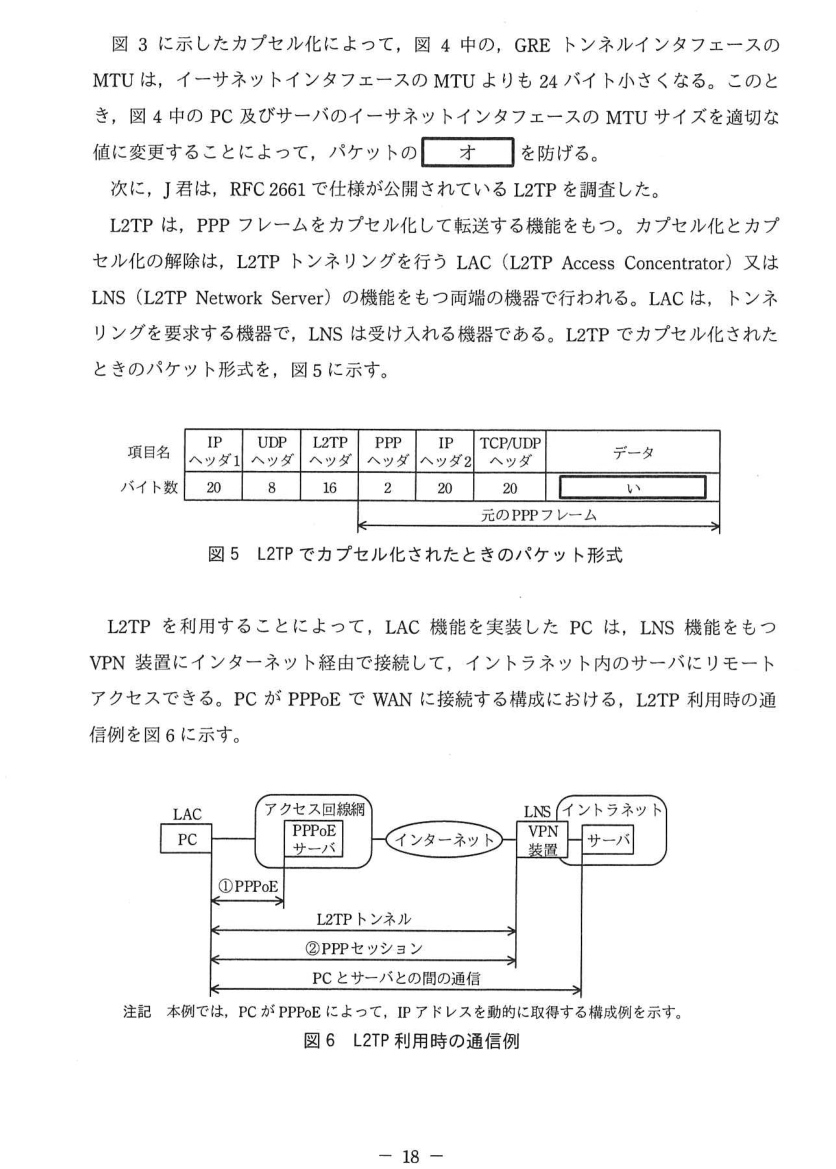 図 3 に示したカプセル化によって，図 4 中の，GRE トンネルインタフェースの
MTU は，イーサネットインタフェースの MTU よりも 24 バイト小さくなる。このと
き，図 4 中の PC 及びサーバのイーサネットインタフェースの MTU サイズを適切な
値に変更することによって，パケットの オ を防げる。
次に，J 君は，RFC 2661 で仕様が公開されている L2TP を調査した。
L2TP は，PPP フレームをカプセル化して転送する機能をもつ。カプセル化とカプ
セル化の解除は，L2TP トンネリングを行う LAC（L2TP Access Concentrator）又は
LNS（L2TP Network Server）の機能をもつ両端の機器で行われる。LAC は，トンネ
リングを要求する機器で，LNS は受け入れる機器である。L2TP でカプセル化された
ときのパケット形式を，図 5 に示す。
項目名 IP ヘッダ1 UDP ヘッダ L2TP ヘッダ PPP ヘッダ IP ヘッダ2 TCP/UDP ヘッダ データ
バイト数 20 8 16 2 20 20 い
元の PPP フレーム
図 5 L2TP でカプセル化されたときのパケット形式
L2TP を利用することによって，LAC 機能を実装した PC は，LNS 機能をもつ
VPN 装置にインターネット経由で接続して，イントラネット内のサーバにリモート
アクセスできる。PC が PPPoE で WAN に接続する構成における，L2TP 利用時の通
信例を図 6 に示す。
LAC
PC
アクセス回線網
PPPoE
サーバ
インターネット
LNS
VPN
装置
イントラネット
サーバ
①PPPoE
L2TPトンネル
②PPPセッション
PC とサーバとの間の通信
注記 本例では，PC が PPPoE によって，IP アドレスを動的に取得する構成例を示す。
図 6 L2TP 利用時の通信例
－ 18 －